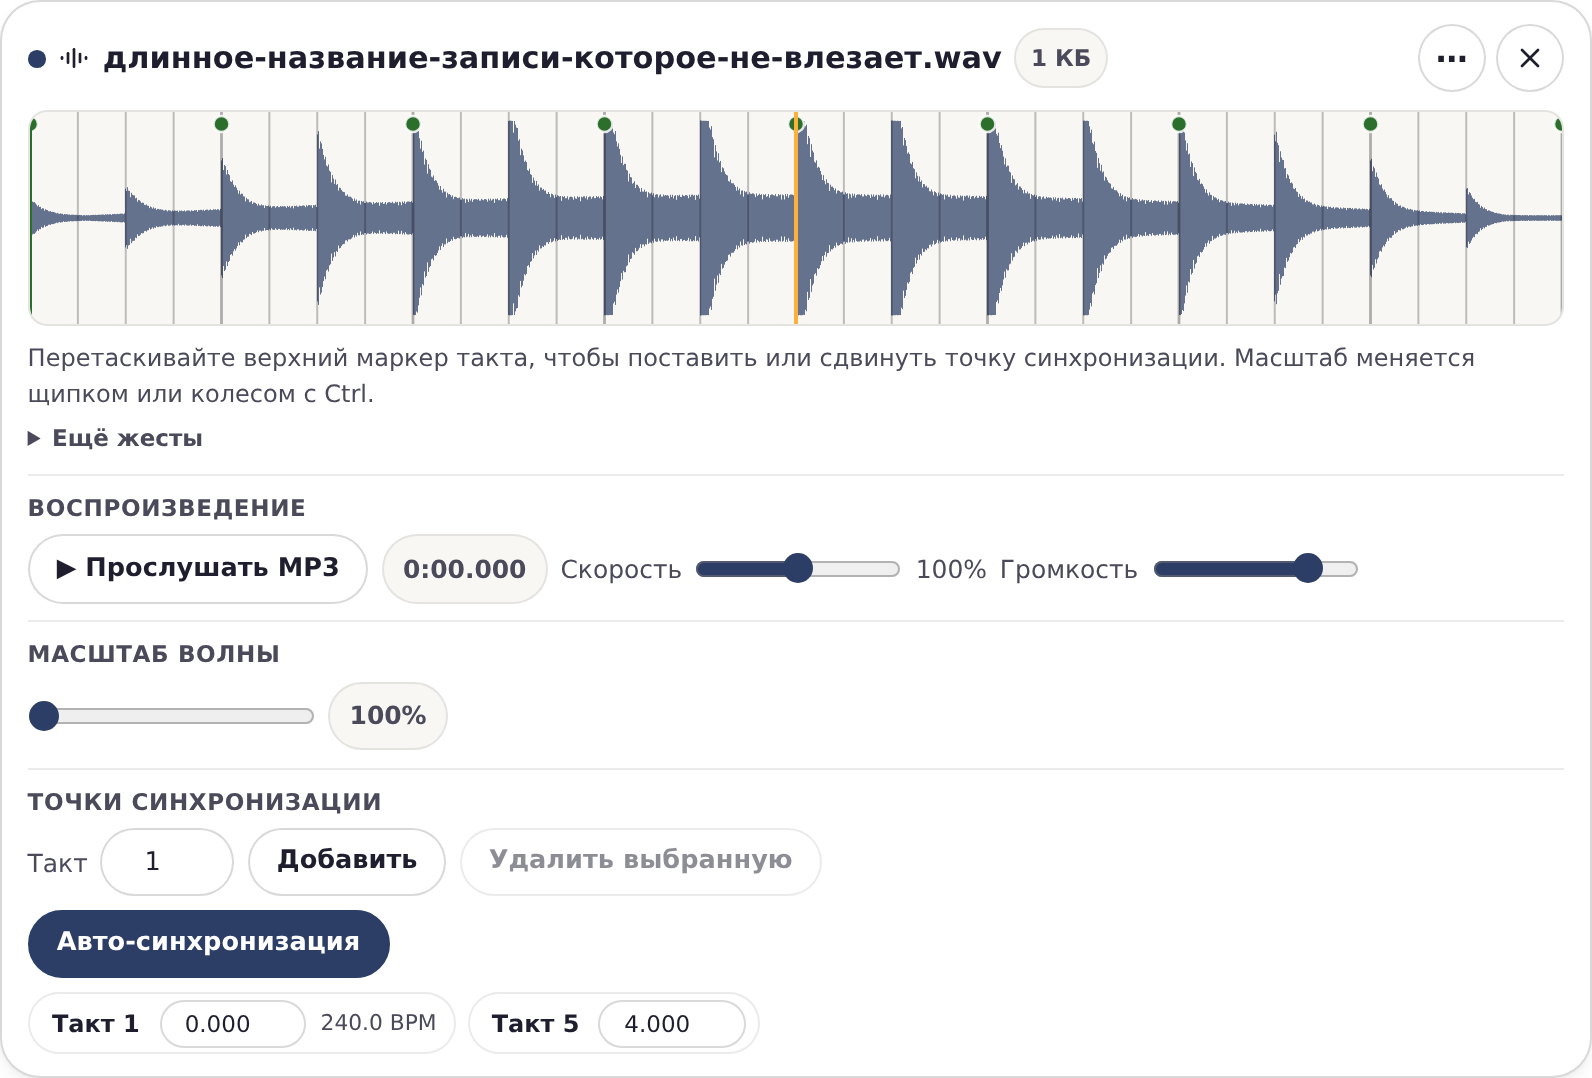 длинное-название-записи-которое-не-влезает.wav 1 КБ ...
Перетаскивайте верхний маркер такта, чтобы поставить или сдвинуть точку синхронизации. Масштаб меняется
щипком или колесом с Ctrl.
▶ Ещё жесты
ВОСПРОИЗВЕДЕНИЕ
▶ Прослушать MP3 0:00.000 Скорость 100% Громкость
МАСШТАБ ВОЛНЫ
100%
ТОЧКИ СИНХРОНИЗАЦИИ
Такт 1 Добавить Удалить выбранную
Авто-синхронизация
Такт 1 0.000 240.0 BPM Такт 5 4.000